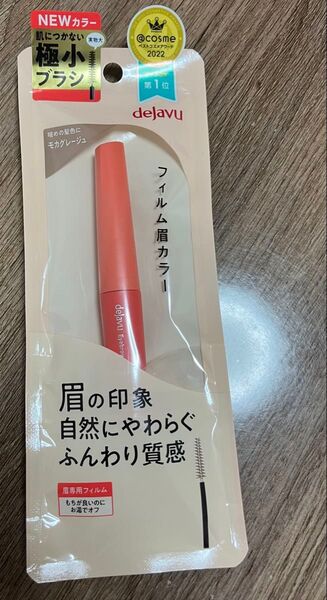 NEWカラー
肌につかない
実物大
極小
ブラシ
@cosme
ベストコスメアワード
2022
第1位
dejavu
暗めの髪色に
モカグレージュ
フィルム眉カラー
dejavu Eyebro
眉の印象
自然にやわらぐ
ふんわり質感
眉専用フィルム
もちが良いのに
お湯でオフ